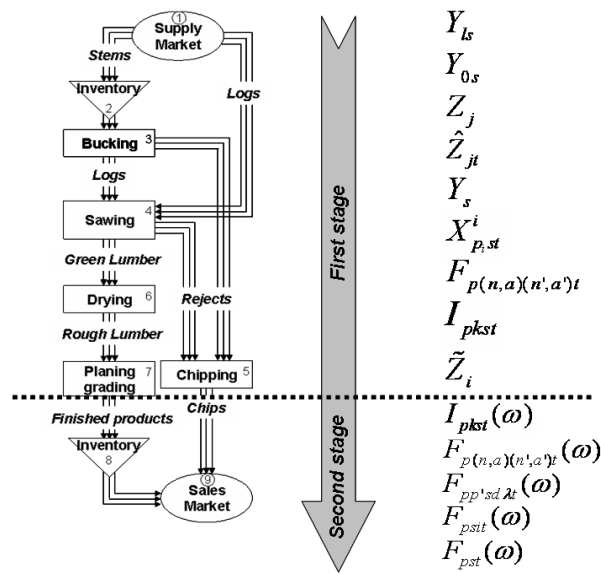 1
Supply
Market
Stems
Inventory
2
Logs
Bucking 3
Logs
Sawing 4
Green Lumber
Drying 6
Rejects
Rough Lumber
Planing
grading 7
Chipping 5
Finished products
Chips
Inventory
8
9
Sales
Market
First stage
Second stage
Y_{ls}
Y_{0s}
Z_j
\hat{Z}_{jt}
Y_s
X^i_{p,st}
F_{p(n,a)(n',a')t}
I_{pkst}
\tilde{Z}_i
I_{pkst}(ω)
F_{p(n,a)(n',a')t}(ω)
F_{pp'sdλt}(ω)
F_{psit}(ω)
F_{pst}(ω)